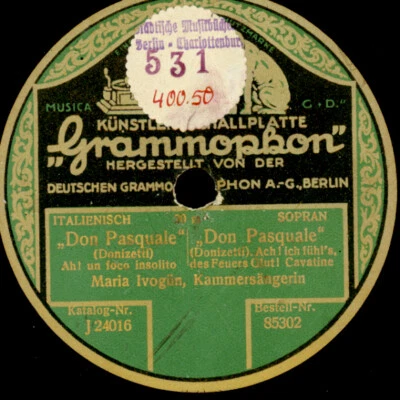 Städtische Musikbüche
Berlin - Charlottenburg
531
400.50
MUSICA G.+D."
KÜNSTLER SCHALLPLATTE
„Grammophon"
HERGESTELLT VON DER
DEUTSCHEN GRAMMO PHON A.-G., BERLIN
ITALIENISCH SOPRAN
„Don Pasquale" „Don Pasquale"
(Donizetti) (Donizetti). Ach! ich fühl's,
Ah! un foco insolito des Feuers Glut! Cavatine
Maria Ivogün, Kammersängerin
Katalog-Nr. Bestell-Nr.
J 24016 85302